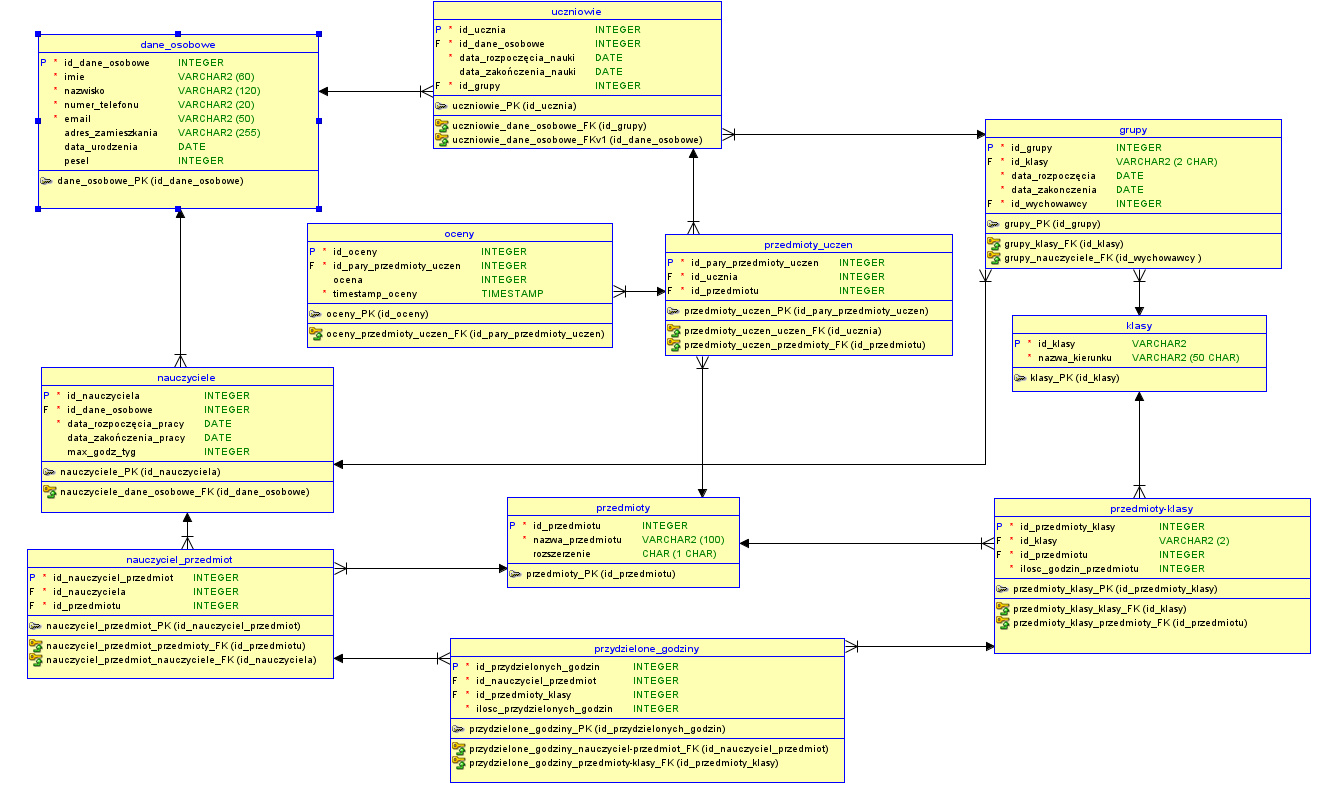 uczniowie
P * id_ucznia INTEGER
F * id_dane_osobowe INTEGER
* data_rozpoczęcia_nauki DATE
data_zakończenia_nauki DATE
F * id_grupy INTEGER
uczniowie_PK (id_ucznia)
uczniowie_dane_osobowe_FK (id_grupy)
uczniowie_dane_osobowe_FKv1 (id_dane_osobowe)
dane_osobowe
P * id_dane_osobowe INTEGER
* imie VARCHAR2 (60)
* nazwisko VARCHAR2 (120)
* numer_telefonu VARCHAR2 (20)
* email VARCHAR2 (50)
adres_zamieszkania VARCHAR2 (255)
data_urodzenia DATE
pesel INTEGER
dane_osobowe_PK (id_dane_osobowe)
grupy
P * id_grupy INTEGER
F * id_klasy VARCHAR2 (2 CHAR)
* data_rozpoczęcia DATE
* data_zakonczenia DATE
F * id_wychowawcy INTEGER
grupy_PK (id_grupy)
grupy_klasy_FK (id_klasy)
grupy_nauczyciele_FK (id_wychowawcy )
oceny
P * id_oceny INTEGER
F * id_pary_przedmioty_uczen INTEGER
ocena INTEGER
* timestamp_oceny TIMESTAMP
oceny_PK (id_oceny)
oceny_przedmioty_uczen_FK (id_pary_przedmioty_uczen)
przedmioty_uczen
P * id_pary_przedmioty_uczen INTEGER
F * id_ucznia INTEGER
F * id_przedmiotu INTEGER
przedmioty_uczen_PK (id_pary_przedmioty_uczen)
przedmioty_uczen_uczen_FK (id_ucznia)
przedmioty_uczen_przedmioty_FK (id_przedmiotu)
klasy
P * id_klasy VARCHAR2
* nazwa_kierunku VARCHAR2 (50 CHAR)
klasy_PK (id_klasy)
nauczyciele
P * id_nauczyciela INTEGER
F * id_dane_osobowe INTEGER
* data_rozpoczęcia_pracy DATE
data_zakończenia_pracy DATE
max_godz_tyg INTEGER
nauczyciele_PK (id_nauczyciela)
nauczyciele_dane_osobowe_FK (id_dane_osobowe)
przedmioty
P * id_przedmiotu INTEGER
* nazwa_przedmiotu VARCHAR2 (100)
rozszerzenie CHAR (1 CHAR)
przedmioty_PK (id_przedmiotu)
przedmioty-klasy
P * id_przedmioty_klasy INTEGER
F * id_klasy VARCHAR2 (2)
F * id_przedmiotu INTEGER
* ilosc_godzin_przedmiotu INTEGER
przedmioty_klasy_PK (id_przedmioty_klasy)
przedmioty_klasy_klasy_FK (id_klasy)
przedmioty_klasy_przedmioty_FK (id_przedmiotu)
nauczyciel_przedmiot
P * id_nauczyciel_przedmiot INTEGER
F * id_nauczyciela INTEGER
F * id_przedmiotu INTEGER
nauczyciel_przedmiot_PK (id_nauczyciel_przedmiot)
nauczyciel_przedmiot_przedmioty_FK (id_przedmiotu)
nauczyciel_przedmiot_nauczyciele_FK (id_nauczyciela)
przydzielone_godziny
P * id_przydzielonych_godzin INTEGER
F * id_nauczyciel_przedmiot INTEGER
F * id_przedmioty_klasy INTEGER
* ilosc_przydzielonych_godzin INTEGER
przydzielone_godziny_PK (id_przydzielonych_godzin)
przydzielone_godziny_nauczyciel-przedmiot_FK (id_nauczyciel_przedmiot)
przydzielone_godziny_przedmioty-klasy_FK (id_przedmioty_klasy)